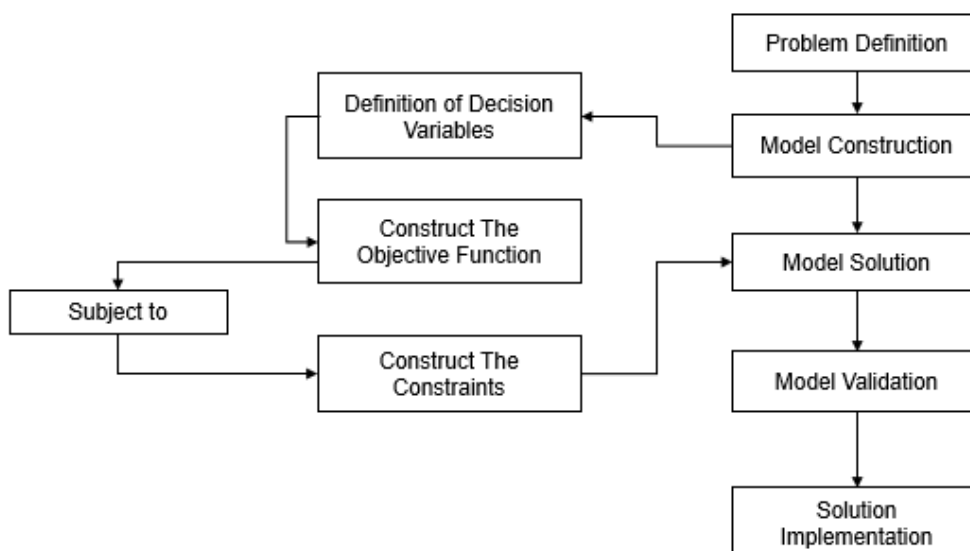 Problem Definition
Definition of Decision
Variables
Model Construction
Construct The
Objective Function
Model Solution
Subject to
Construct The
Constraints
Model Validation
Solution
Implementation